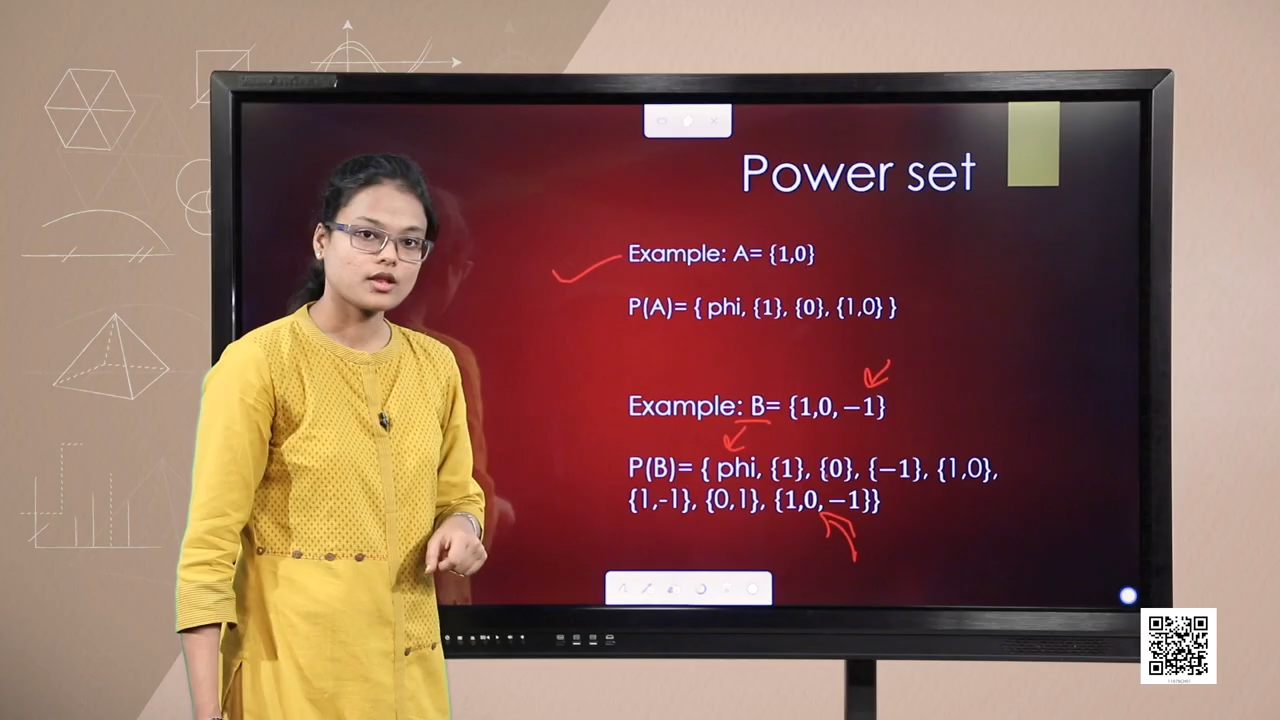 Power set
Example: A= {1,0}
P(A)= { phi, {1}, {0}, {1,0} }
Example: B= {1,0, −1}
P(B)= { phi, {1}, {0}, {−1}, {1,0},
{1,-1}, {0,1}, {1,0, −1}}